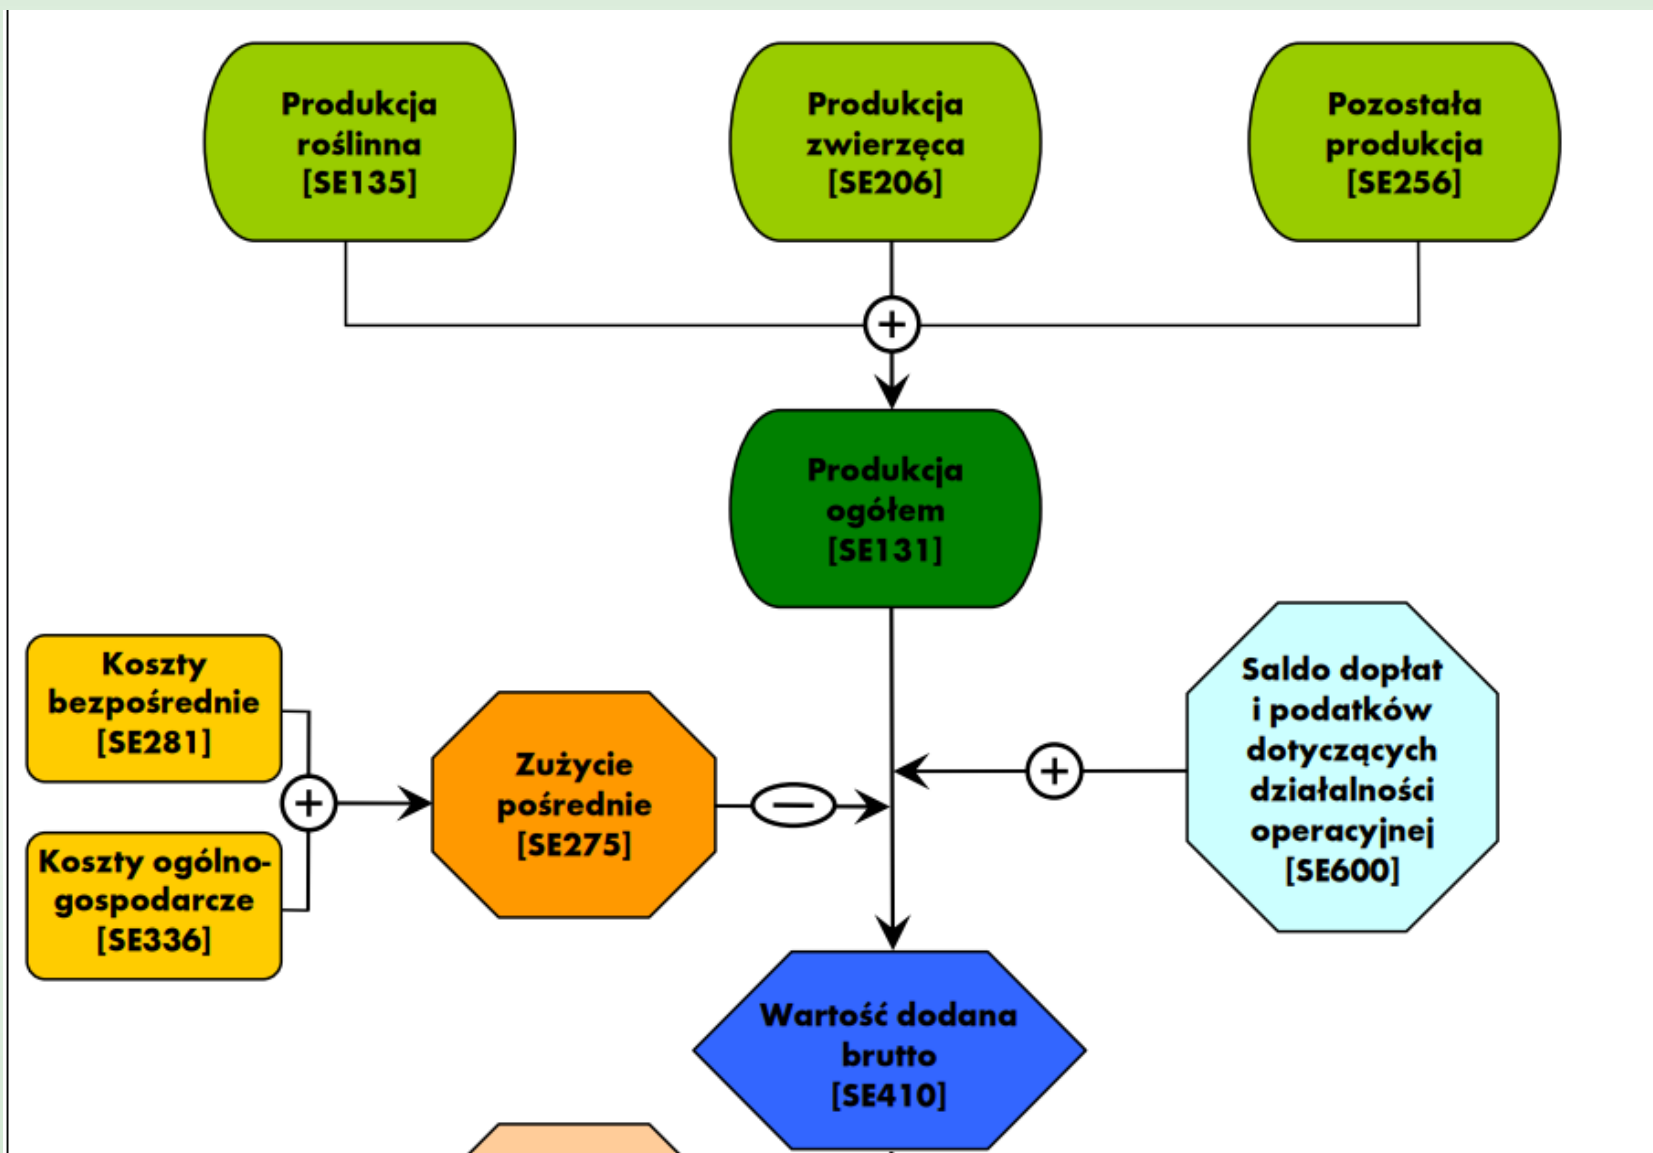 Produkcja
roślinna
[SE135]
Produkcja
zwierzęca
[SE206]
Pozostała
produkcja
[SE256]
+
Produkcja
ogółem
[SE131]
Koszty
bezpośrednie
[SE281]
Koszty ogólno-
gospodarcze
[SE336]
+
Zużycie
pośrednie
[SE275]
—
+
Saldo dopłat
i podatków
dotyczących
działalności
operacyjnej
[SE600]
Wartość dodana
brutto
[SE410]